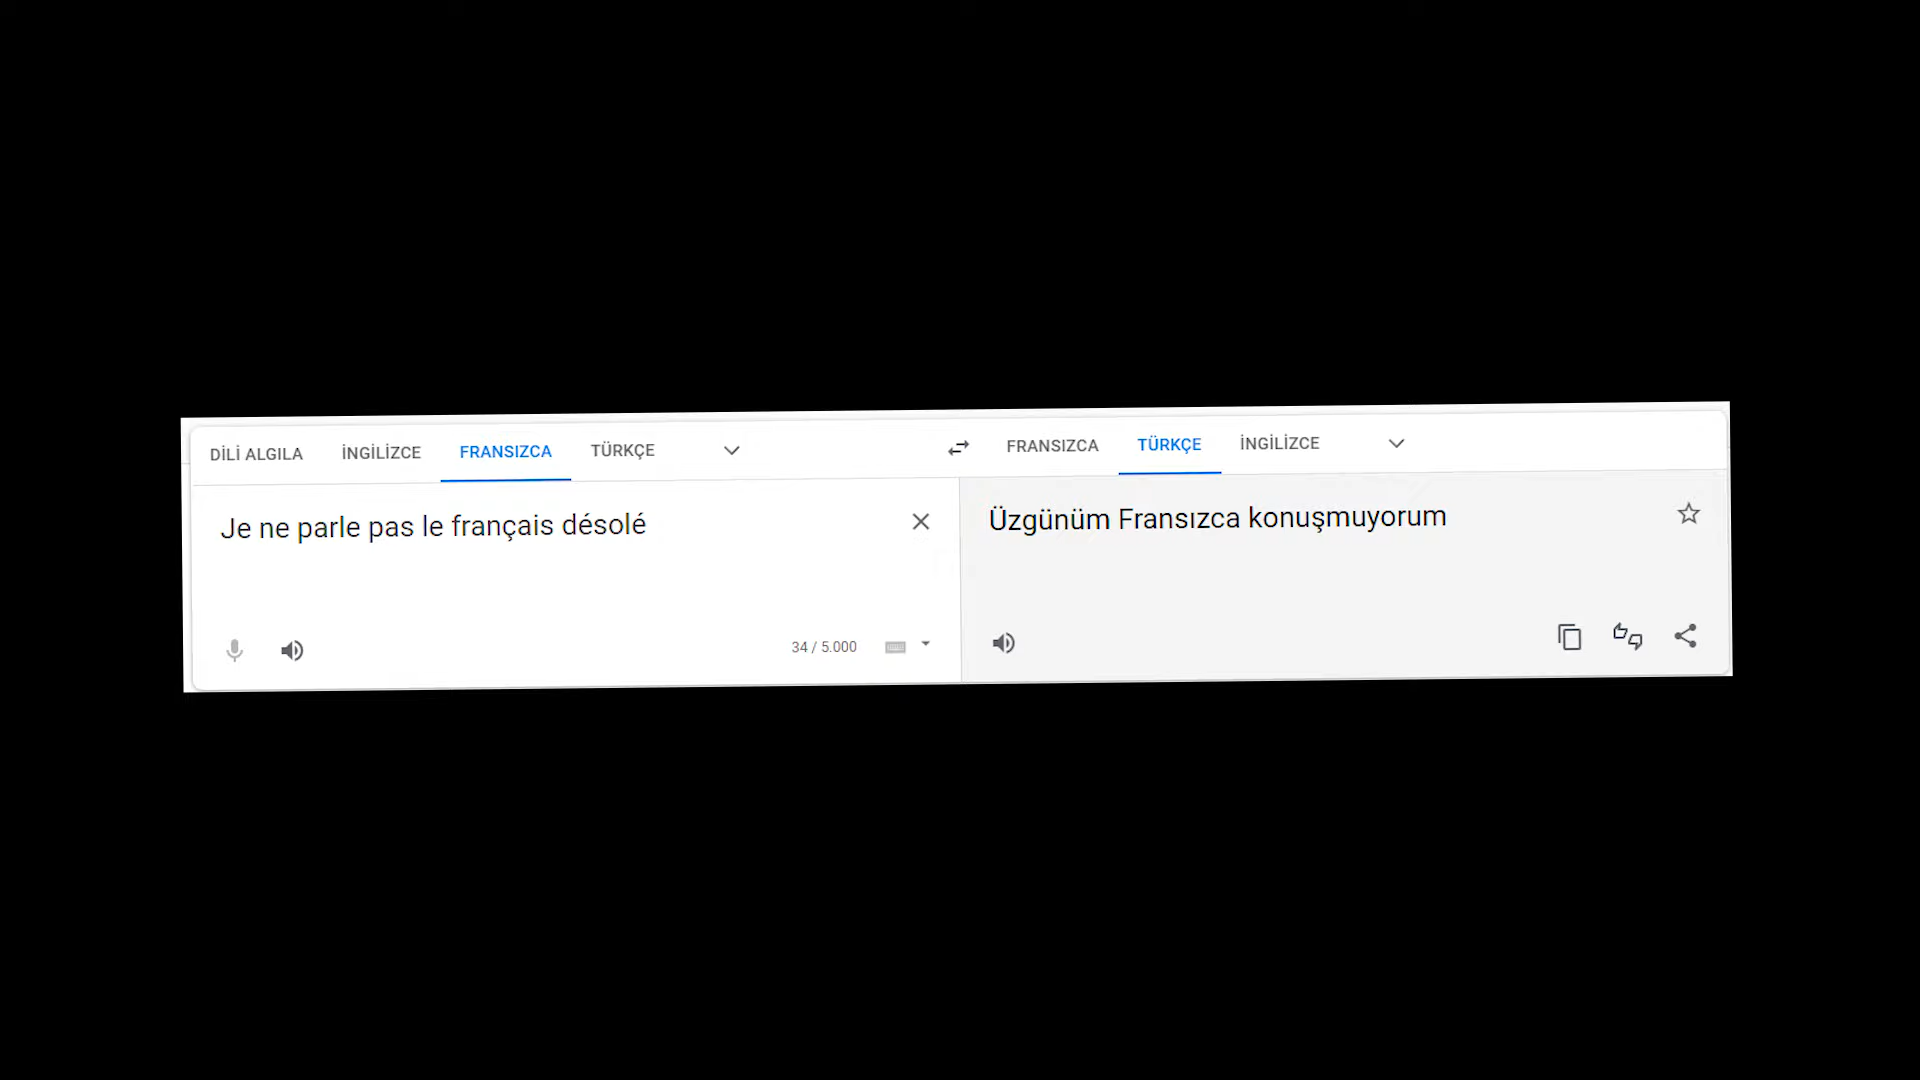 DİLİ ALGILA İNGİLİZCE FRANSIZCA TÜRKÇE FRANSIZCA TÜRKÇE İNGİLİZCE
Je ne parle pas le français désolé
Üzgünüm Fransızca konuşmuyorum
34 / 5.000